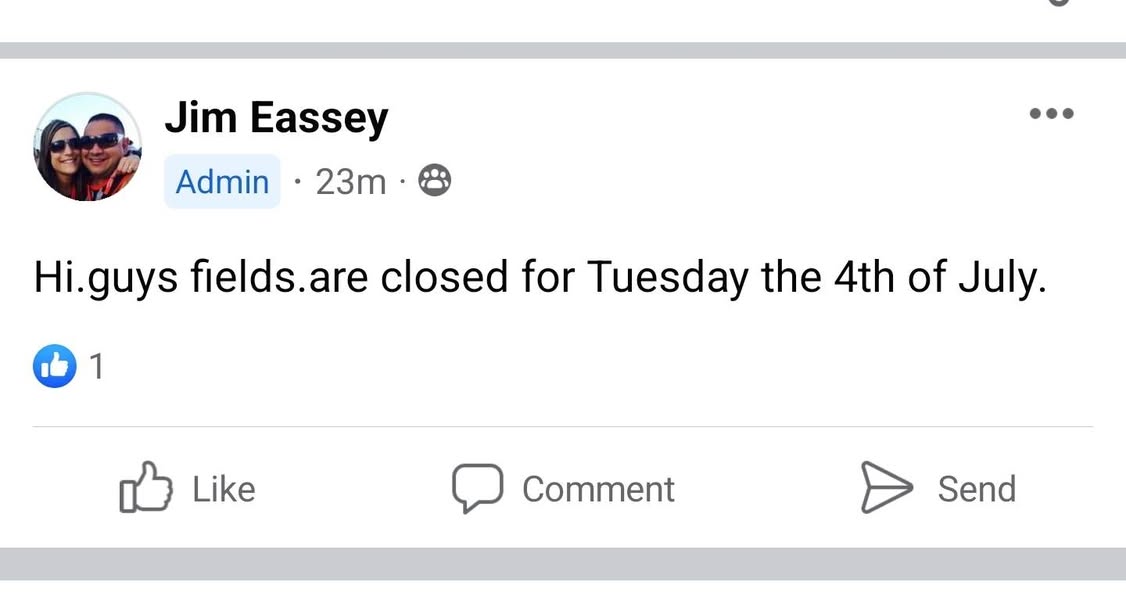 Jim Eassey
Admin · 23m ·
Hi.guys fields.are closed for Tuesday the 4th of July.
1
Like Comment Send